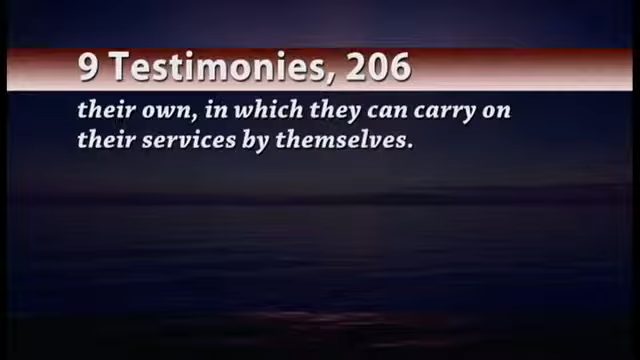 9 Testimonies, 206
their own, in which they can carry on
their services by themselves.